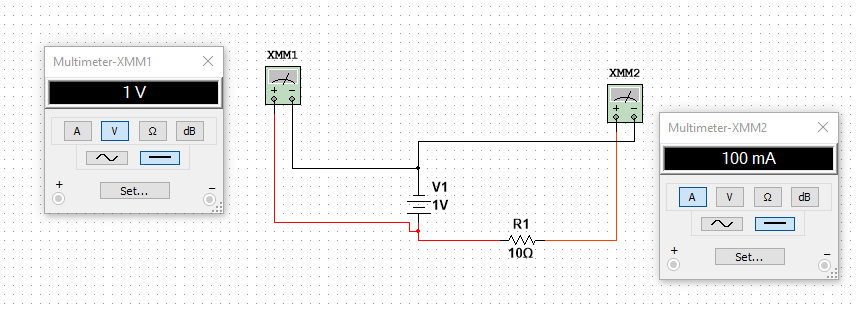 Multimeter-XMM1
1 V
A V Ω dB
+ Set... −
XMM1
+ −
V1
1V
R1
10Ω
XMM2
+ −
Multimeter-XMM2
100 mA
A V Ω dB
+ Set... −